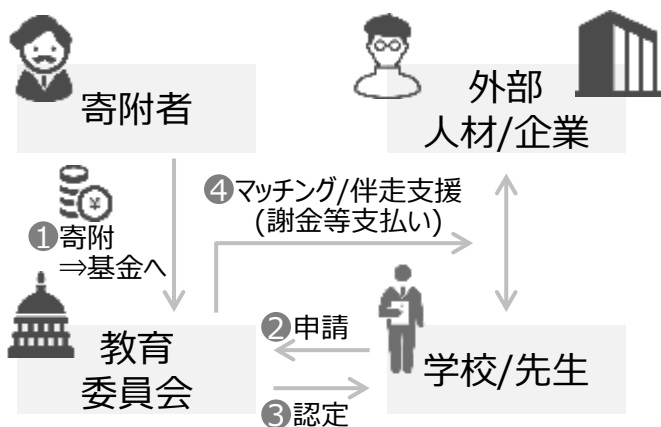 寄附者
外部
人材/企業
❹マッチング/伴走支援
(謝金等支払い)
¥
❶寄附
⇒基金へ
教育
委員会
❷申請
❸認定
学校/先生